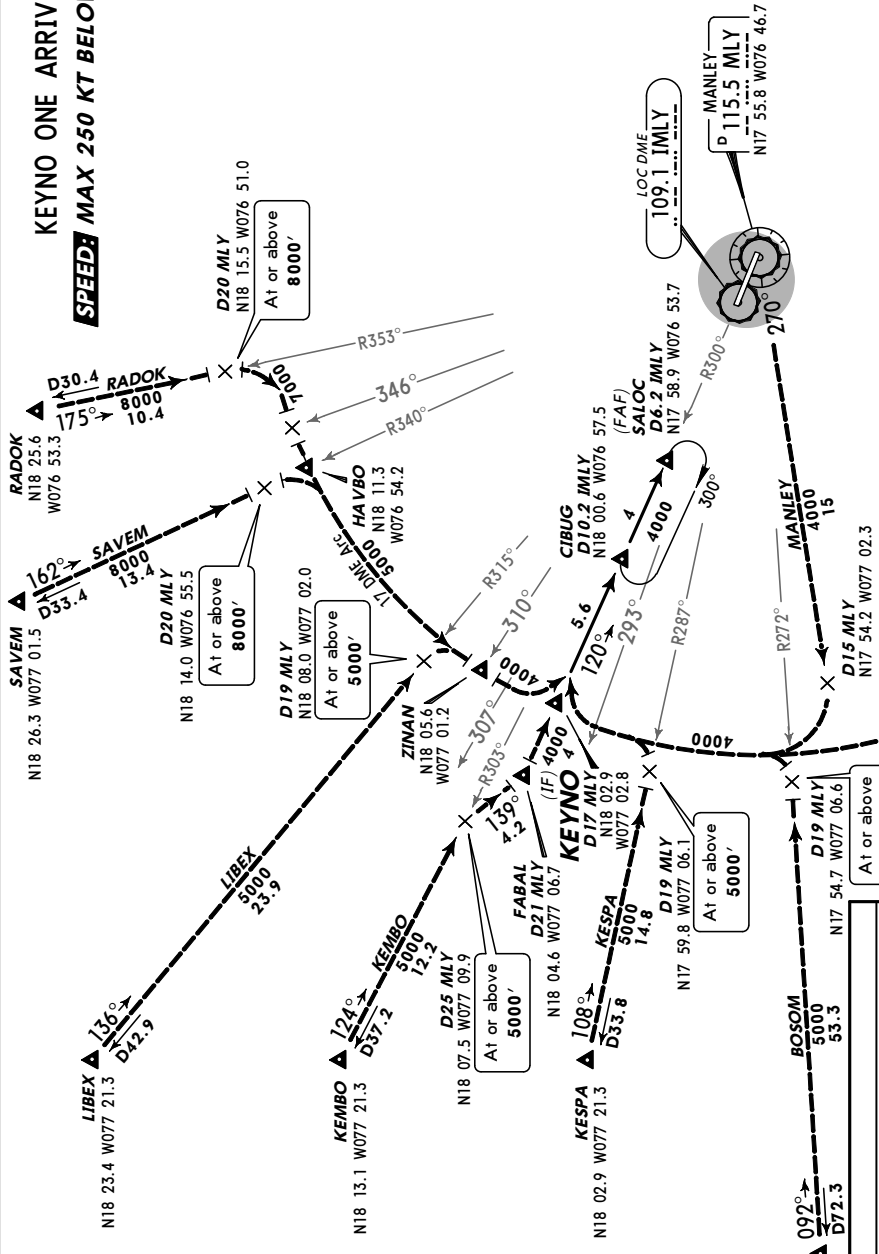 KEYNO ONE ARRIV
SPEED: MAX 250 KT BELO
RADOK
N18 25.6
W076 53.3
D30.4
175°
RADOK
8000
10.4
D20 MLY
N18 15.5 W076 51.0
At or above
8000'
7000
R353°
346°
R340°
SAVEM
N18 26.3 W077 01.5
162°
D33.4
SAVEM
8000
13.4
D20 MLY
N18 14.0 W076 55.5
At or above
8000'
HAVBO
N18 11.3
W076 54.2
17 DME Arc
5000
R315°
310°
D19 MLY
N18 08.0 W077 02.0
At or above
5000'
ZINAN
N18 05.6
W077 01.2
4000
307°
R303°
LOC DME
109.1 IMLY
MANLEY
D 115.5 MLY
N17 55.8 W076 46.7
(FAF)
SALOC
D6.2 IMLY
N17 58.9 W076 53.7
R300°
CIBUG
D10.2 IMLY
N18 00.6 W076 57.5
4
4000
300°
5.6
120°
293°
R287°
R272°
270°
MANLEY
4000
15
D15 MLY
N17 54.2 W077 02.3
4000
LIBEX
N18 23.4 W077 21.3
136°
D42.9
LIBEX
5000
23.9
KEMBO
N18 13.1 W077 21.3
124°
D37.2
KEMBO
5000
12.2
D25 MLY
N18 07.5 W077 09.9
At or above
5000'
139°
4.2
FABAL
D21 MLY
N18 04.6 W077 06.7
4000
4
(IF)
KEYNO
D17 MLY
N18 02.9
W077 02.8
KESPA
N18 02.9 W077 21.3
108°
D33.8
KESPA
5000
14.8
D19 MLY
N17 59.8 W077 06.1
At or above
5000'
092°
D72.3
BOSOM
5000
53.3
D19 MLY
N17 54.7 W077 06.6
At or above